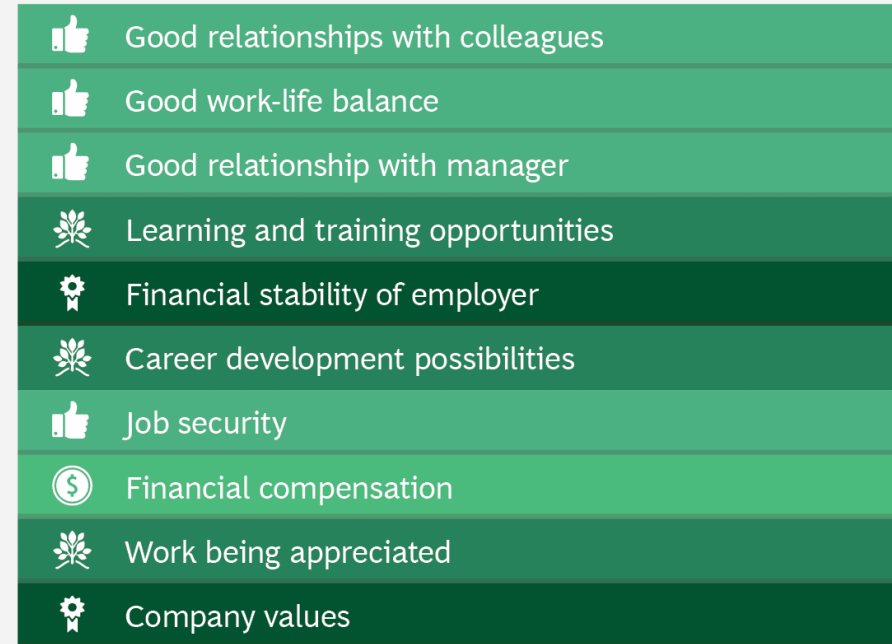 Good relationships with colleagues
Good work-life balance
Good relationship with manager
Learning and training opportunities
Financial stability of employer
Career development possibilities
Job security
$ Financial compensation
Work being appreciated
Company values